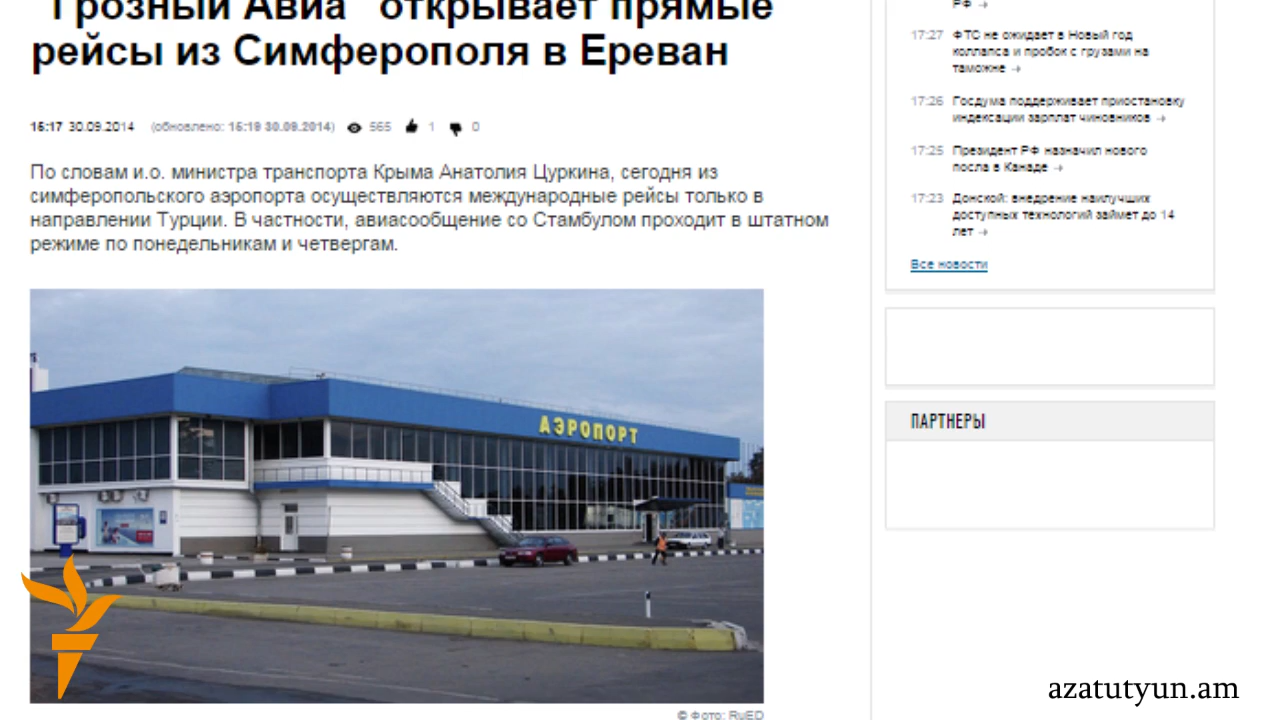 "Грозный Авиа" открывает прямые
рейсы из Симферополя в Ереван
15:17 30.09.2014 (обновлено: 15:19 30.09.2014) 565 1 0
По словам и.о. министра транспорта Крыма Анатолия Цуркина, сегодня из
симферопольского аэропорта осуществляются международные рейсы только в
направлении Турции. В частности, авиасообщение со Стамбулом проходит в штатном
режиме по понедельникам и четвергам.
АЭРОПОРТ
© Фото: RuED
РФ →
17:27 ФТС не ожидает в Новый год
коллапса и пробок с грузами на
таможне →
17:26 Госдума поддерживает приостановку
индексации зарплат чиновников →
17:25 Президент РФ назначил нового
посла в Канаде →
17:23 Донской: внедрение наилучших
доступных технологий займет до 14
лет →
Все новости
ПАРТНЕРЫ
azatutyun.am